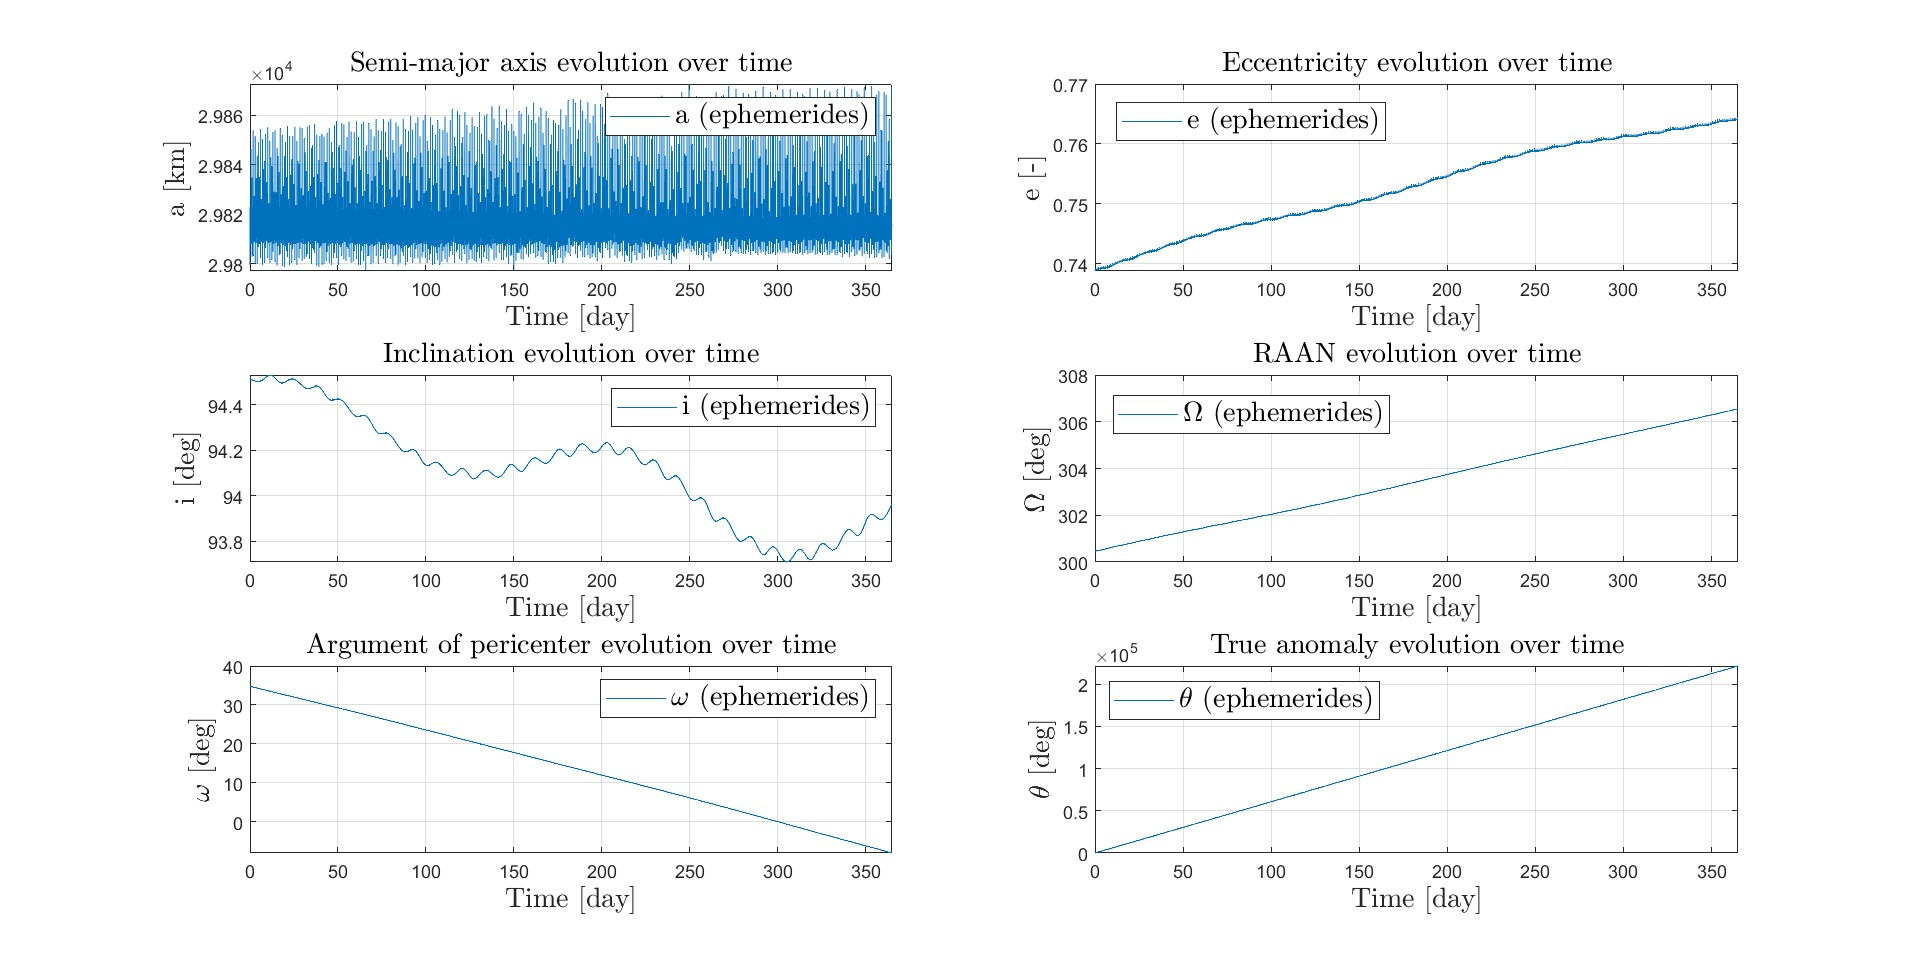 Semi-major axis evolution over time
×10^4
a (ephemerides)
2.986
2.984
2.982
2.98
a [km]
0 50 100 150 200 250 300 350
Time [day]
Eccentricity evolution over time
e (ephemerides)
0.77
0.76
0.75
0.74
e [-]
0 50 100 150 200 250 300 350
Time [day]
Inclination evolution over time
i (ephemerides)
94.4
94.2
94
93.8
i [deg]
0 50 100 150 200 250 300 350
Time [day]
RAAN evolution over time
Ω (ephemerides)
308
306
304
302
300
Ω [deg]
0 50 100 150 200 250 300 350
Time [day]
Argument of pericenter evolution over time
ω (ephemerides)
40
30
20
10
0
ω [deg]
0 50 100 150 200 250 300 350
Time [day]
True anomaly evolution over time
×10^5
θ (ephemerides)
2
1.5
1
0.5
0
θ [deg]
0 50 100 150 200 250 300 350
Time [day]